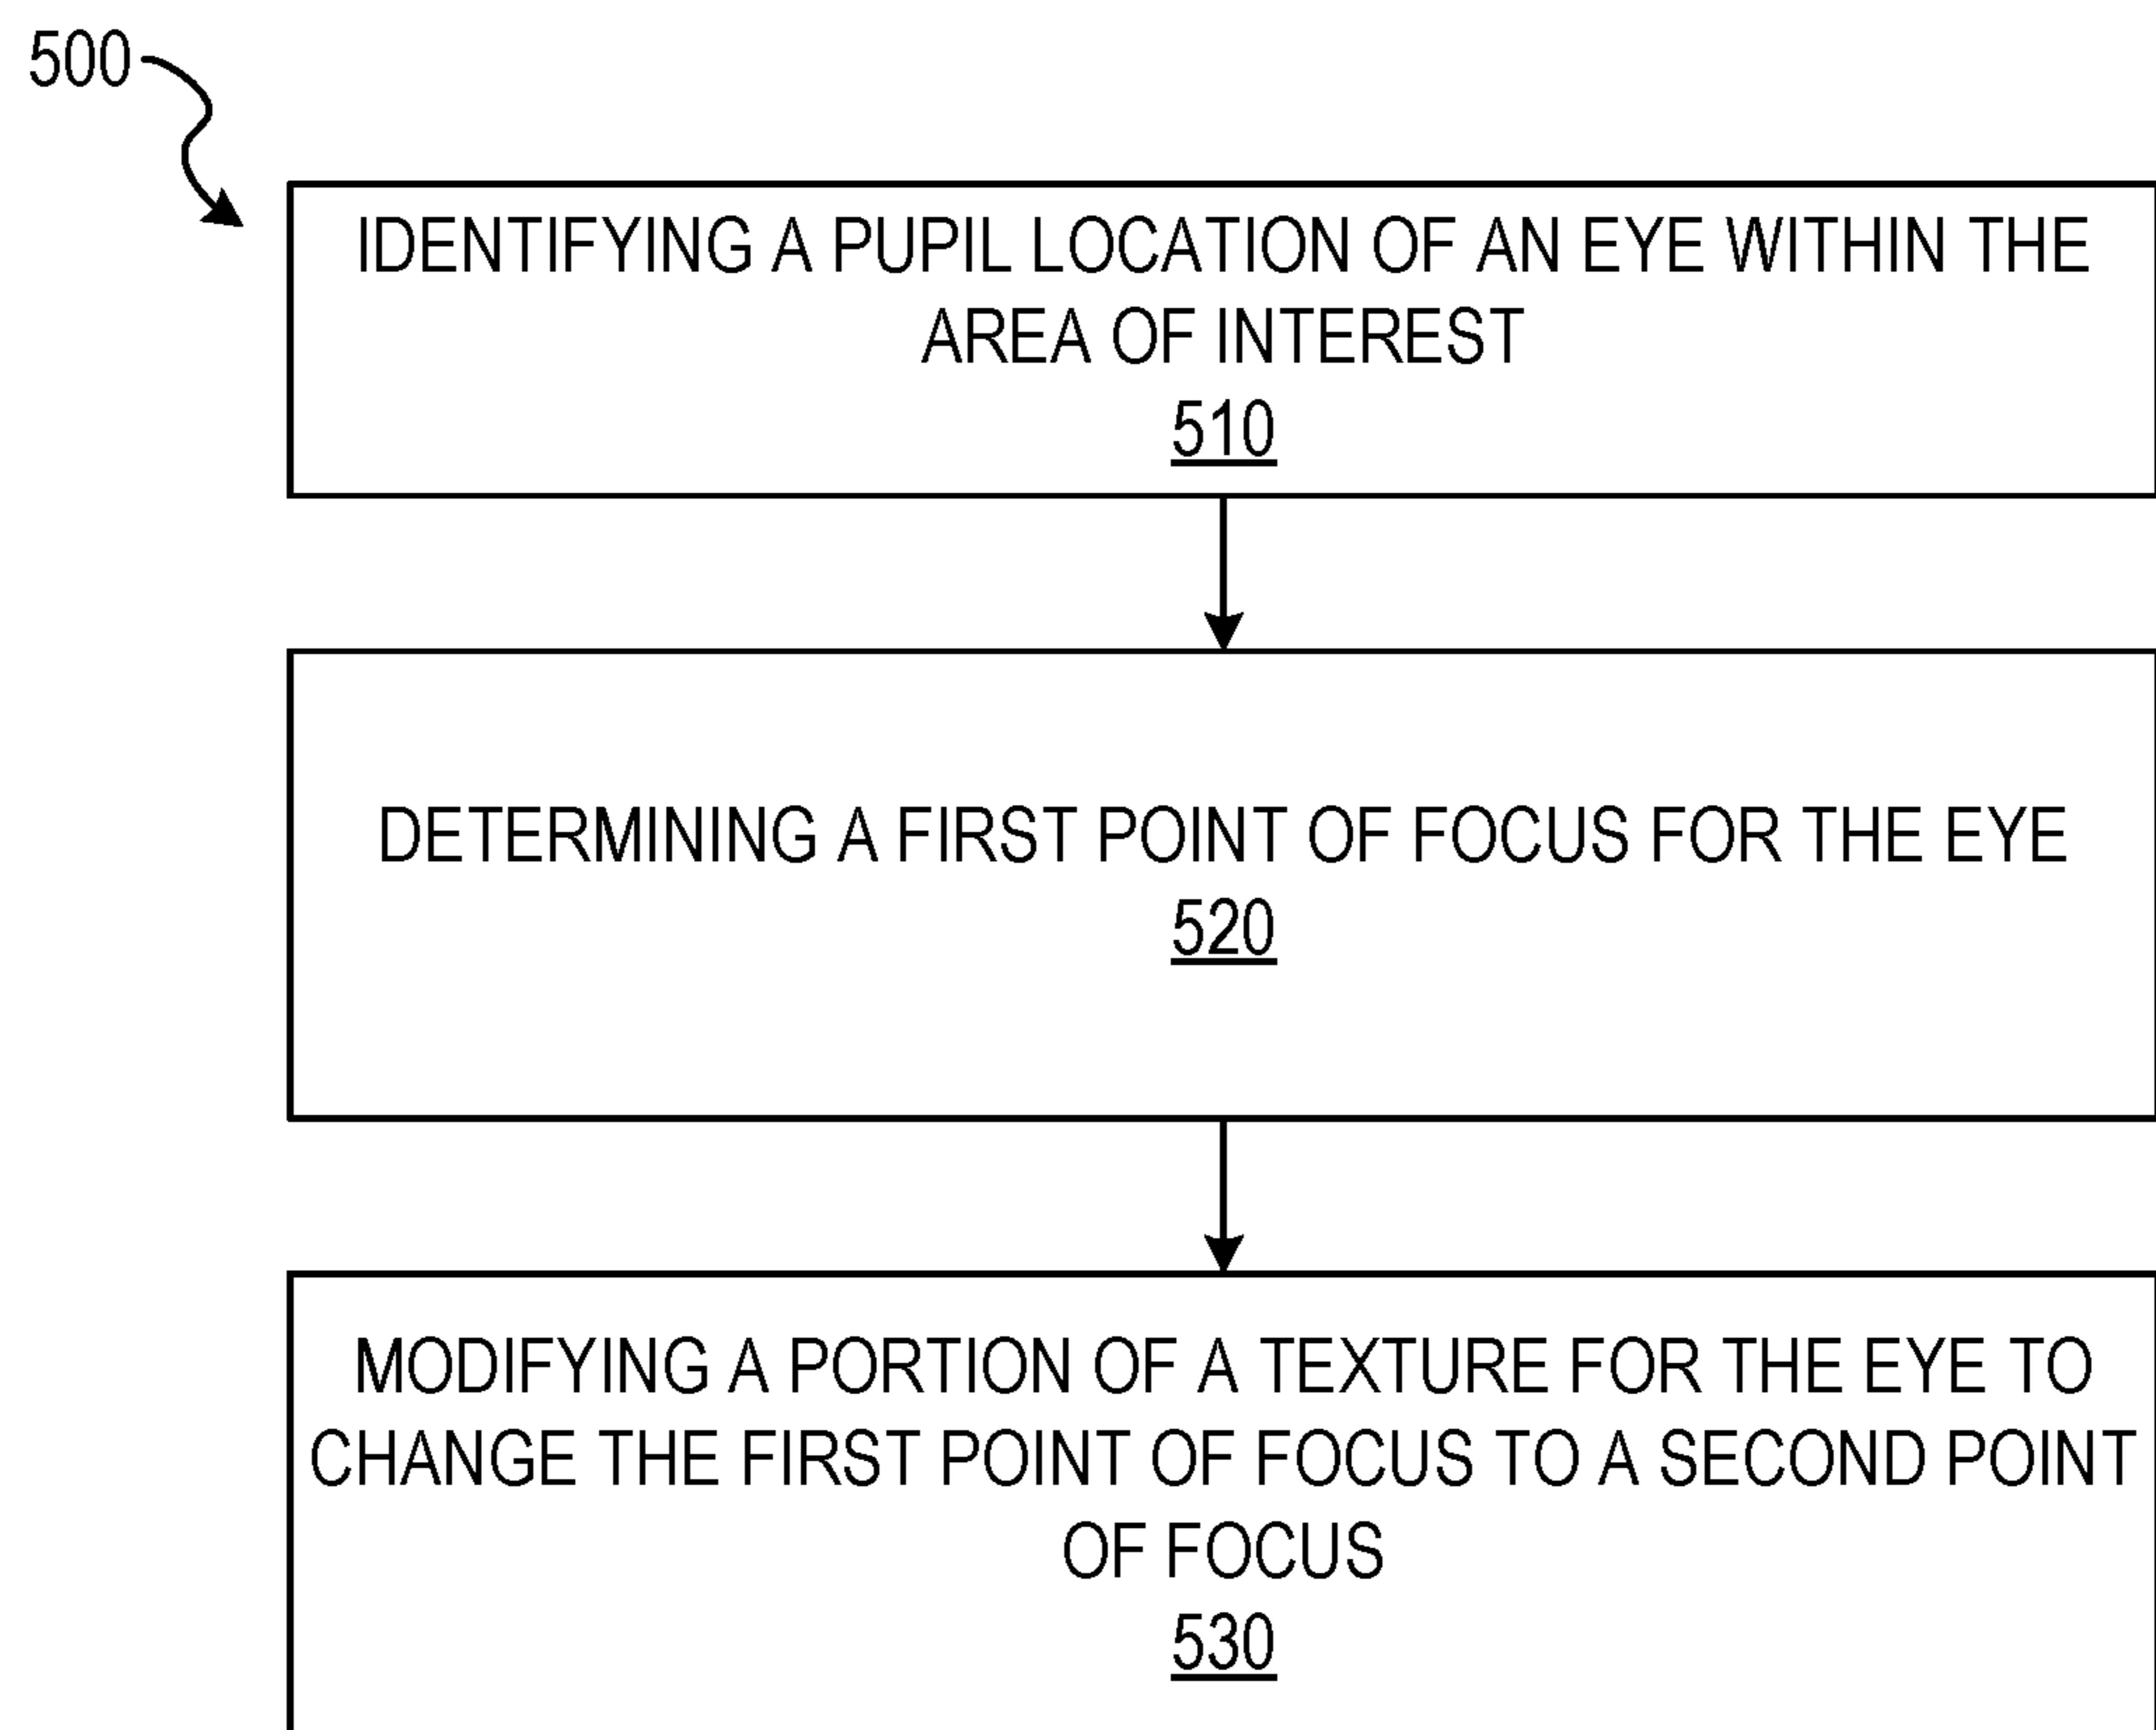 500
IDENTIFYING A PUPIL LOCATION OF AN EYE WITHIN THE
AREA OF INTEREST
510
DETERMINING A FIRST POINT OF FOCUS FOR THE EYE
520
MODIFYING A PORTION OF A TEXTURE FOR THE EYE TO
CHANGE THE FIRST POINT OF FOCUS TO A SECOND POINT
OF FOCUS
530